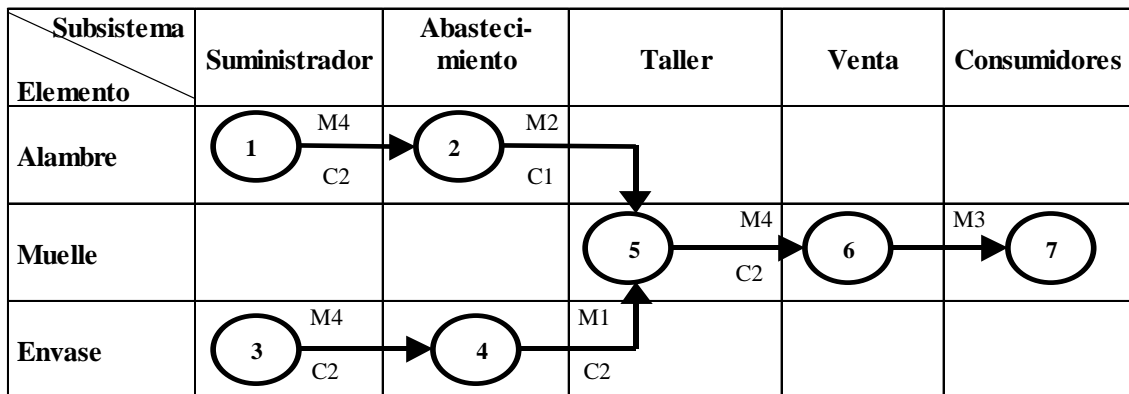 Subsistema
Elemento
Suministrador
Abasteci-
miento
Taller
Venta
Consumidores
Alambre
1
M4
C2
2
M2
C1
Muelle
5
M4
C2
6
M3
7
Envase
3
M4
C2
4
M1
C2